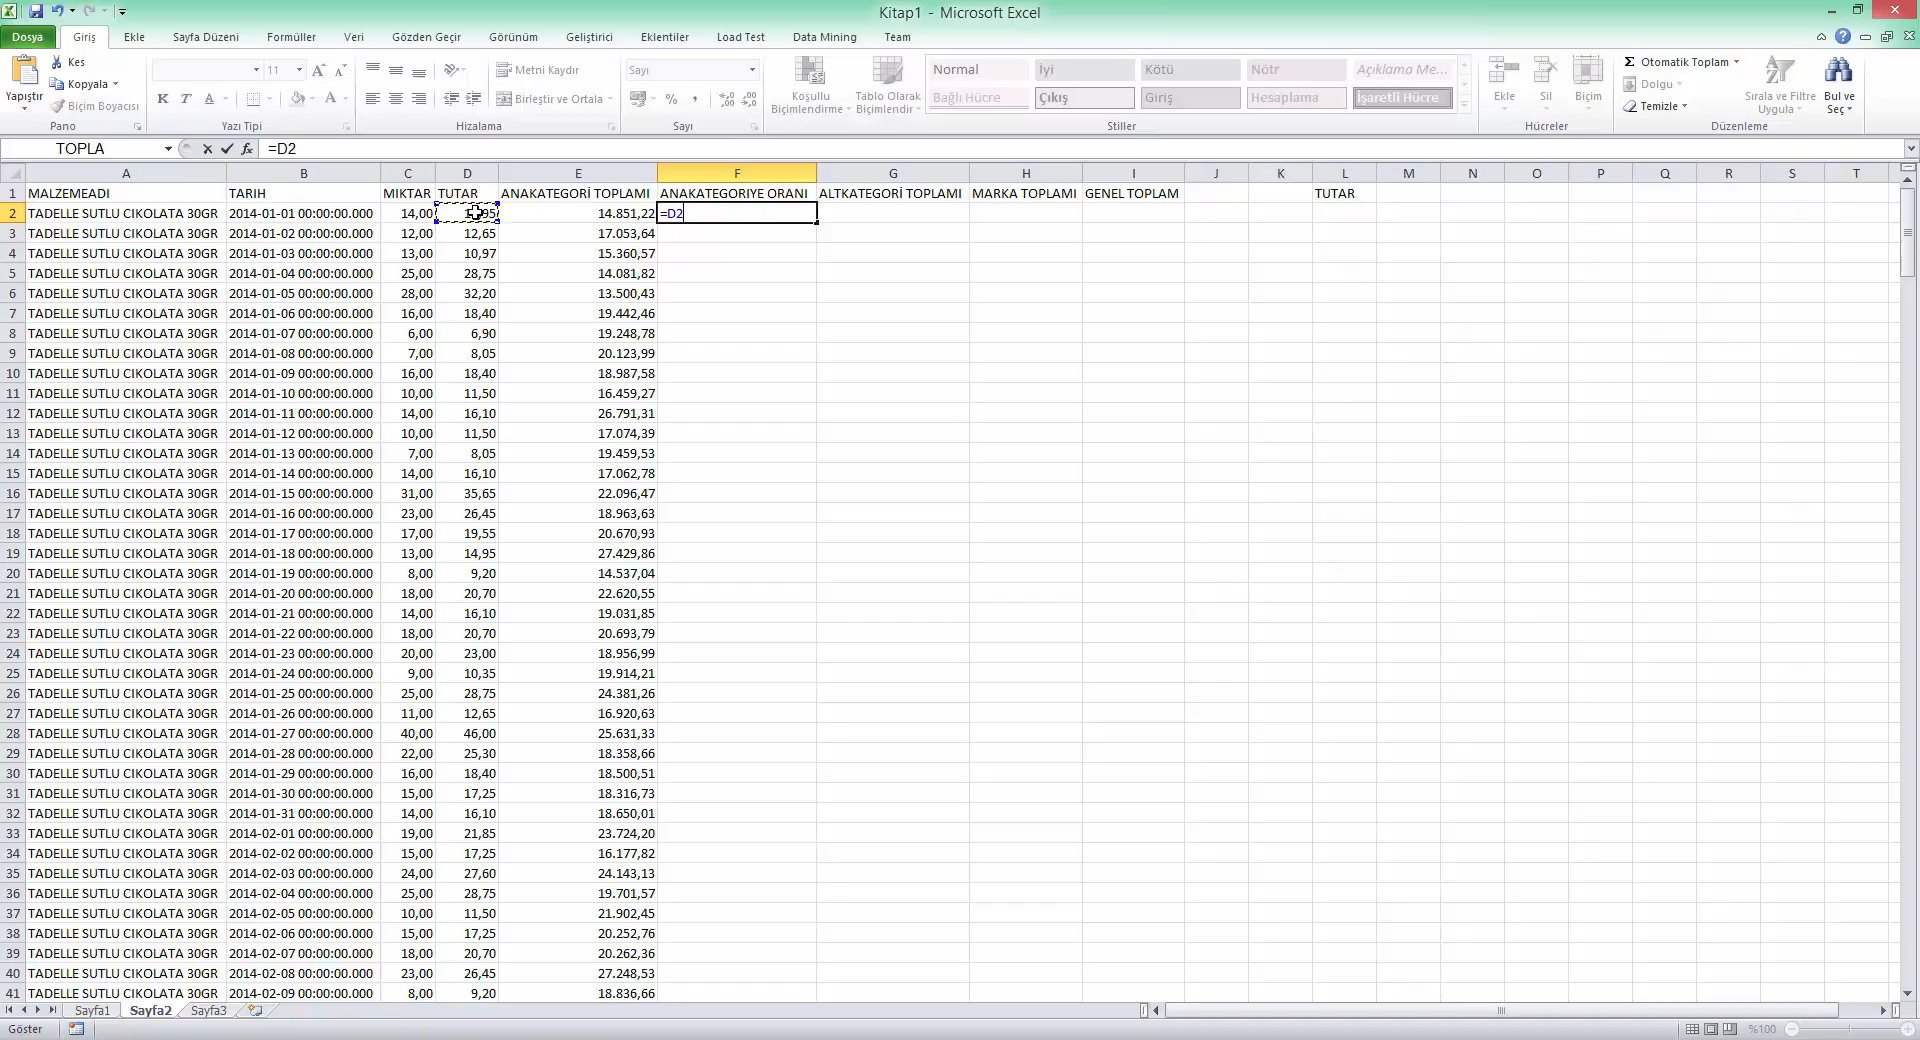 Kitap1 - Microsoft Excel
Dosya Giriş Ekle Sayfa Düzeni Formüller Veri Gözden Geçir Görünüm Geliştirici Eklentiler Load Test Data Mining Team
Yapıştır
Kes
Kopyala
Biçim Boyacısı
Pano
11
K T A
Yazı Tipi
Metni Kaydır
Birleştir ve Ortala
Hizalama
Sayı
%
Sayı
Koşullu Biçimlendirme
Tablo Olarak Biçimlendir
Normal İyi Kötü Nötr Açıklama Me...
Bağlı Hücre Çıkış Giriş Hesaplama İşaretli Hücre
Stiller
Ekle Sil Biçim
Hücreler
Σ Otomatik Toplam
Dolgu
Temizle
Sırala ve Filtre Uygula
Bul ve Seç
Düzenleme
TOPLA fx =D2
A B C D E F G H I J K L M N O P Q R S T
1 MALZEMEADI TARIH MIKTAR TUTAR ANAKATEGORİ TOPLAMI ANAKATEGORIYE ORANI ALTKATEGORİ TOPLAMI MARKA TOPLAMI GENEL TOPLAM TUTAR
2 TADELLE SUTLU CIKOLATA 30GR 2014-01-01 00:00:00.000 14,00 14.851,22 =D2
3 TADELLE SUTLU CIKOLATA 30GR 2014-01-02 00:00:00.000 12,00 12,65 17.053,64
4 TADELLE SUTLU CIKOLATA 30GR 2014-01-03 00:00:00.000 13,00 10,97 15.360,57
5 TADELLE SUTLU CIKOLATA 30GR 2014-01-04 00:00:00.000 25,00 28,75 14.081,82
6 TADELLE SUTLU CIKOLATA 30GR 2014-01-05 00:00:00.000 28,00 32,20 13.500,43
7 TADELLE SUTLU CIKOLATA 30GR 2014-01-06 00:00:00.000 16,00 18,40 19.442,46
8 TADELLE SUTLU CIKOLATA 30GR 2014-01-07 00:00:00.000 6,00 6,90 19.248,78
9 TADELLE SUTLU CIKOLATA 30GR 2014-01-08 00:00:00.000 7,00 8,05 20.123,99
10 TADELLE SUTLU CIKOLATA 30GR 2014-01-09 00:00:00.000 16,00 18,40 18.987,58
11 TADELLE SUTLU CIKOLATA 30GR 2014-01-10 00:00:00.000 10,00 11,50 16.459,27
12 TADELLE SUTLU CIKOLATA 30GR 2014-01-11 00:00:00.000 14,00 16,10 26.791,31
13 TADELLE SUTLU CIKOLATA 30GR 2014-01-12 00:00:00.000 10,00 11,50 17.074,39
14 TADELLE SUTLU CIKOLATA 30GR 2014-01-13 00:00:00.000 7,00 8,05 19.459,53
15 TADELLE SUTLU CIKOLATA 30GR 2014-01-14 00:00:00.000 14,00 16,10 17.062,78
16 TADELLE SUTLU CIKOLATA 30GR 2014-01-15 00:00:00.000 31,00 35,65 22.096,47
17 TADELLE SUTLU CIKOLATA 30GR 2014-01-16 00:00:00.000 23,00 26,45 18.963,63
18 TADELLE SUTLU CIKOLATA 30GR 2014-01-17 00:00:00.000 17,00 19,55 20.670,93
19 TADELLE SUTLU CIKOLATA 30GR 2014-01-18 00:00:00.000 13,00 14,95 27.429,86
20 TADELLE SUTLU CIKOLATA 30GR 2014-01-19 00:00:00.000 8,00 9,20 14.537,04
21 TADELLE SUTLU CIKOLATA 30GR 2014-01-20 00:00:00.000 18,00 20,70 22.620,55
22 TADELLE SUTLU CIKOLATA 30GR 2014-01-21 00:00:00.000 14,00 16,10 19.031,85
23 TADELLE SUTLU CIKOLATA 30GR 2014-01-22 00:00:00.000 18,00 20,70 20.693,79
24 TADELLE SUTLU CIKOLATA 30GR 2014-01-23 00:00:00.000 20,00 23,00 18.956,99
25 TADELLE SUTLU CIKOLATA 30GR 2014-01-24 00:00:00.000 9,00 10,35 19.914,21
26 TADELLE SUTLU CIKOLATA 30GR 2014-01-25 00:00:00.000 25,00 28,75 24.381,26
27 TADELLE SUTLU CIKOLATA 30GR 2014-01-26 00:00:00.000 11,00 12,65 16.920,63
28 TADELLE SUTLU CIKOLATA 30GR 2014-01-27 00:00:00.000 40,00 46,00 25.631,33
29 TADELLE SUTLU CIKOLATA 30GR 2014-01-28 00:00:00.000 22,00 25,30 18.358,66
30 TADELLE SUTLU CIKOLATA 30GR 2014-01-29 00:00:00.000 16,00 18,40 18.500,51
31 TADELLE SUTLU CIKOLATA 30GR 2014-01-30 00:00:00.000 15,00 17,25 18.316,73
32 TADELLE SUTLU CIKOLATA 30GR 2014-01-31 00:00:00.000 14,00 16,10 18.650,01
33 TADELLE SUTLU CIKOLATA 30GR 2014-02-01 00:00:00.000 19,00 21,85 23.724,20
34 TADELLE SUTLU CIKOLATA 30GR 2014-02-02 00:00:00.000 15,00 17,25 16.177,82
35 TADELLE SUTLU CIKOLATA 30GR 2014-02-03 00:00:00.000 24,00 27,60 24.143,13
36 TADELLE SUTLU CIKOLATA 30GR 2014-02-04 00:00:00.000 25,00 28,75 19.701,57
37 TADELLE SUTLU CIKOLATA 30GR 2014-02-05 00:00:00.000 10,00 11,50 21.902,45
38 TADELLE SUTLU CIKOLATA 30GR 2014-02-06 00:00:00.000 15,00 17,25 20.252,76
39 TADELLE SUTLU CIKOLATA 30GR 2014-02-07 00:00:00.000 18,00 20,70 20.262,36
40 TADELLE SUTLU CIKOLATA 30GR 2014-02-08 00:00:00.000 23,00 26,45 27.248,53
41 TADELLE SUTLU CIKOLATA 30GR 2014-02-09 00:00:00.000 8,00 9,20 18.836,66
Sayfa1 Sayfa2 Sayfa3
Göster %100